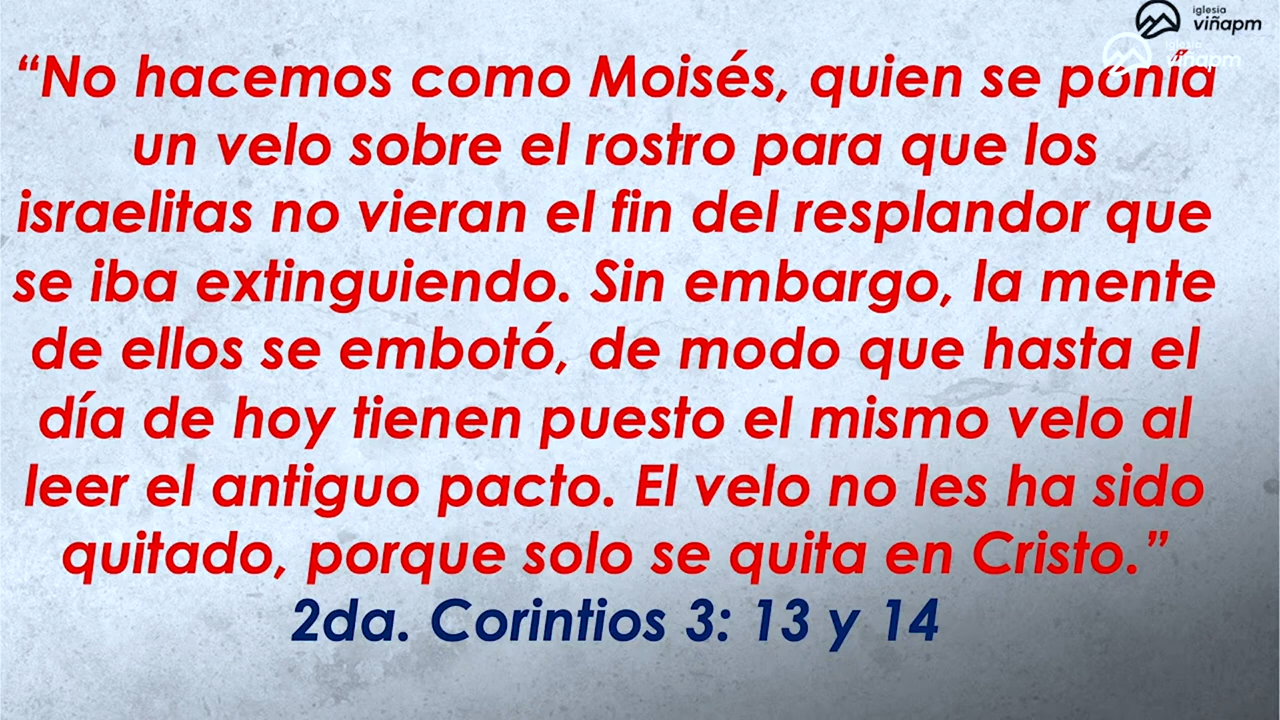 iglesia
viñapm
iglesia
viñapm
“No hacemos como Moisés, quien se ponía
un velo sobre el rostro para que los
israelitas no vieran el fin del resplandor que
se iba extinguiendo. Sin embargo, la mente
de ellos se embotó, de modo que hasta el
día de hoy tienen puesto el mismo velo al
leer el antiguo pacto. El velo no les ha sido
quitado, porque solo se quita en Cristo.”
2da. Corintios 3: 13 y 14